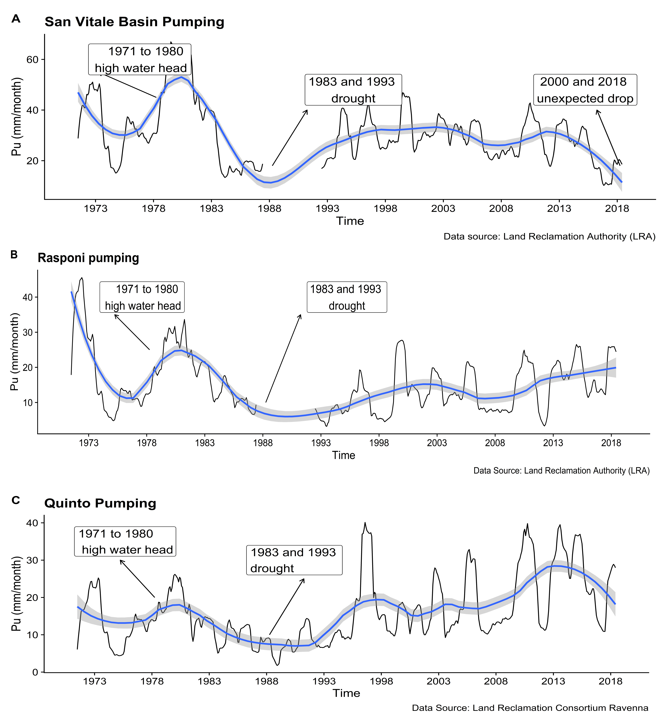 A
San Vitale Basin Pumping
1971 to 1980
high water head
1983 and 1993
drought
2000 and 2018
unexpected drop
Pu (mm/month)
60
40
20
1973 1978 1983 1988 1993 1998 2003 2008 2013 2018
Time
Data source: Land Reclamation Authority (LRA)
B
Rasponi pumping
1971 to 1980
high water head
1983 and 1993
drought
Pu (mm/month)
40
30
20
10
1973 1978 1983 1988 1993 1998 2003 2008 2013 2018
Time
Data Source: Land Reclamation Authority (LRA)
C
Quinto Pumping
1971 to 1980
high water head
1983 and 1993
drought
Pu (mm/month)
40
30
20
10
0
1973 1978 1983 1988 1993 1998 2003 2008 2013 2018
Time
Data Source: Land Reclamation Consortium Ravenna